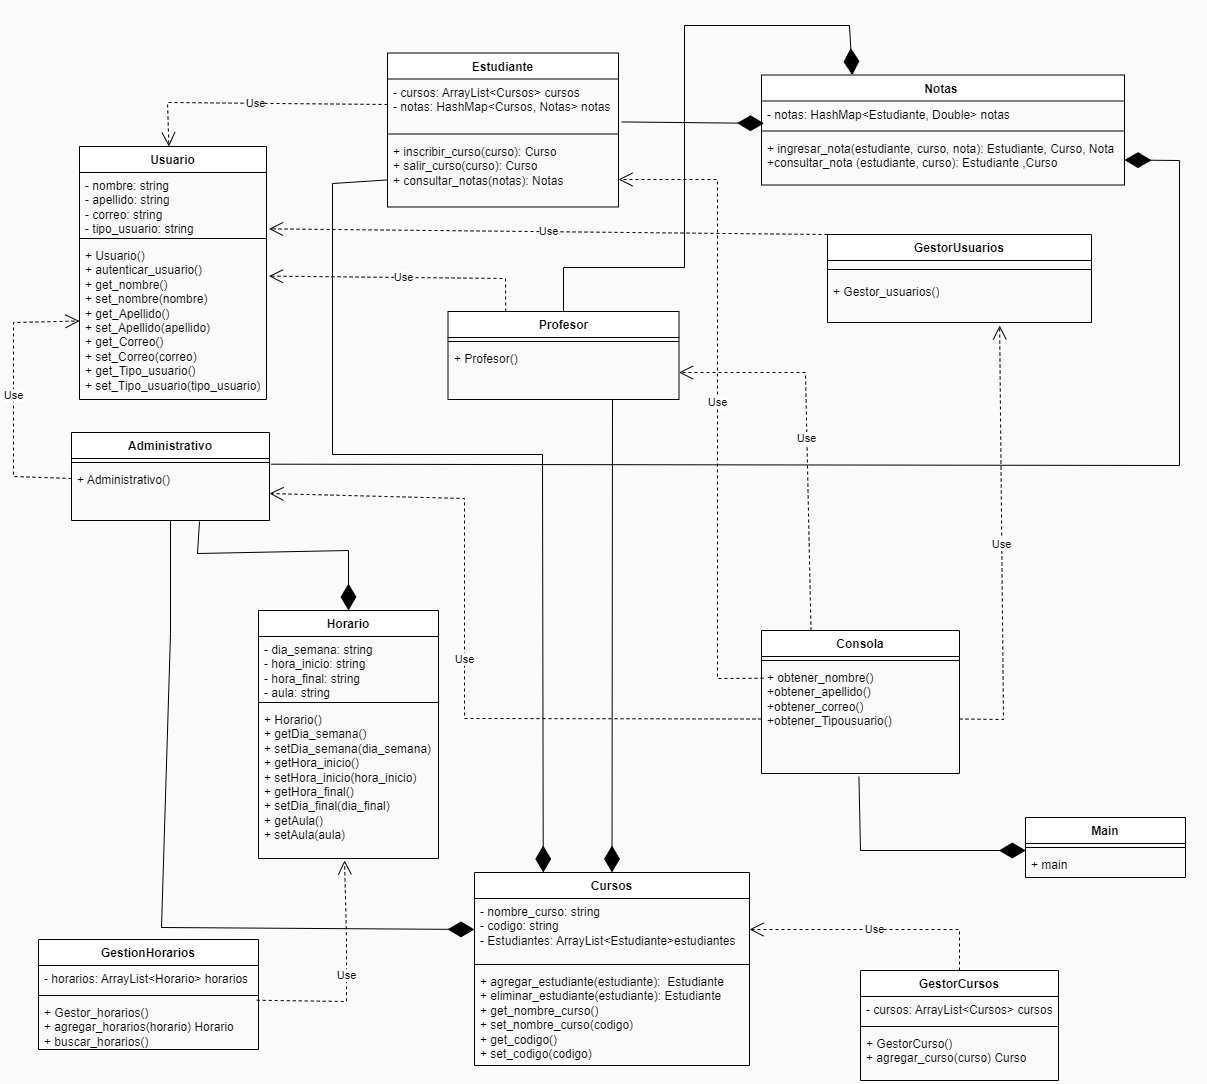 Estudiante
- cursos: ArrayList<Cursos> cursos
- notas: HashMap<Cursos, Notas> notas
+ inscribir_curso(curso): Curso
+ salir_curso(curso): Curso
+ consultar_notas(notas): Notas
Notas
- notas: HashMap<Estudiante, Double> notas
+ ingresar_nota(estudiante, curso, nota): Estudiante, Curso, Nota
+consultar_nota (estudiante, curso): Estudiante ,Curso
Use
Usuario
- nombre: string
- apellido: string
- correo: string
- tipo_usuario: string
+ Usuario()
+ autenticar_usuario()
+ get_nombre()
+ set_nombre(nombre)
+ get_Apellido()
+ set_Apellido(apellido)
+ get_Correo()
+ set_Correo(correo)
+ get_Tipo_usuario()
+ set_Tipo_usuario(tipo_usuario)
Use
GestorUsuarios
+ Gestor_usuarios()
Use
Profesor
+ Profesor()
Use
Use
Use
Administrativo
+ Administrativo()
Use
Horario
- dia_semana: string
- hora_inicio: string
- hora_final: string
- aula: string
+ Horario()
+ getDia_semana()
+ setDia_semana(dia_semana)
+ getHora_inicio()
+ setHora_inicio(hora_inicio)
+ getHora_final()
+ setDia_final(dia_final)
+ getAula()
+ setAula(aula)
Use
Consola
+ obtener_nombre()
+obtener_apellido()
+obtener_correo()
+obtener_Tipousuario()
Main
+ main
Cursos
- nombre_curso: string
- codigo: string
- Estudiantes: ArrayList<Estudiante>estudiantes
+ agregar_estudiante(estudiante):  Estudiante
+ eliminar_estudiante(estudiante): Estudiante
+ get_nombre_curso()
+ set_nombre_curso(codigo)
+ get_codigo()
+ set_codigo(codigo)
Use
GestionHorarios
- horarios: ArrayList<Horario> horarios
+ Gestor_horarios()
+ agregar_horarios(horario) Horario
+ buscar_horarios()
Use
GestorCursos
- cursos: ArrayList<Cursos> cursos
+ GestorCurso()
+ agregar_curso(curso) Curso